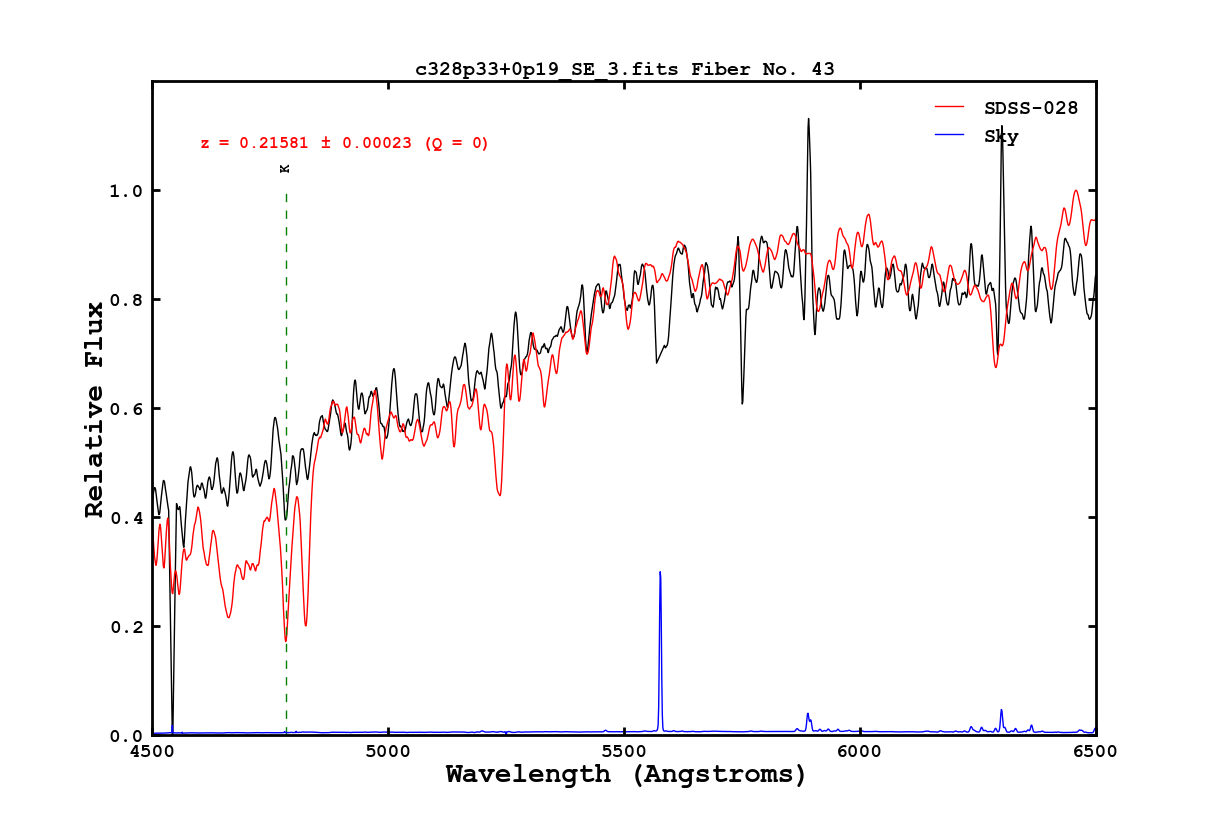 c328p33+0p19_SE_3.fits Fiber No. 43
SDSS-028
Sky
z = 0.21581 ± 0.00023 (Q = 0)
K
1.0
0.8
0.6
0.4
0.2
0.0
Relative Flux
4500 5000 5500 6000 6500
Wavelength (Angstroms)